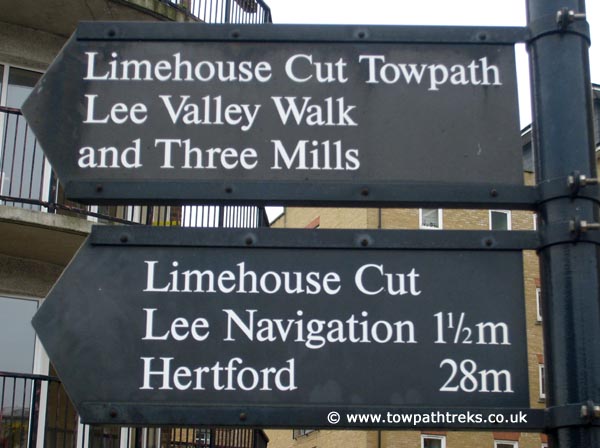 Limehouse Cut Towpath
Lee Valley Walk
and Three Mills
Limehouse Cut
Lee Navigation 1½m
Hertford 28m
© www.towpathtreks.co.uk